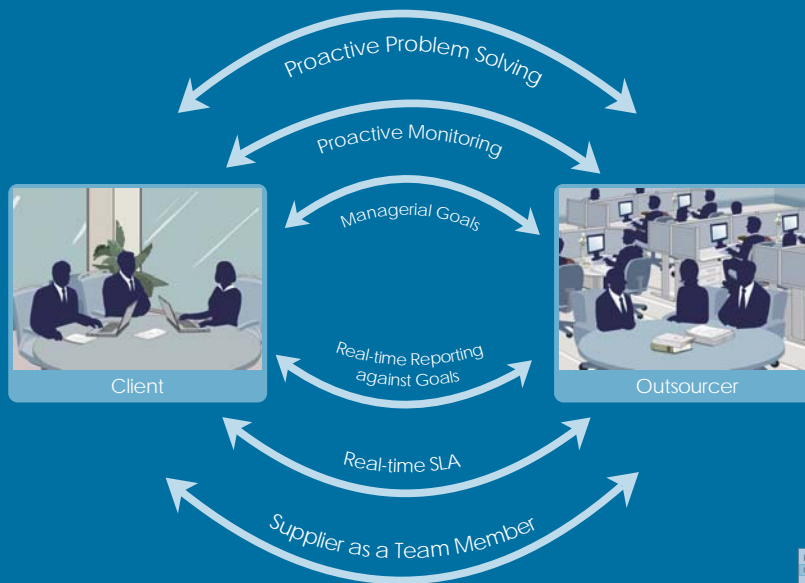 Proactive Problem Solving
Proactive Monitoring
Managerial Goals
Client
Outsourcer
Real-time Reporting
against Goals
Real-time SLA
Supplier as a Team Member